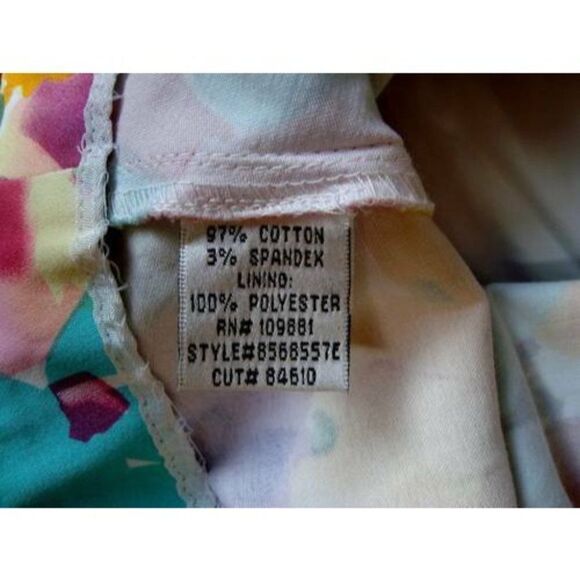 97% COTTON
3% SPANDEX
LINING:
100% POLYESTER
RN# 109881
STYLE#8568557E
CUT# 84610